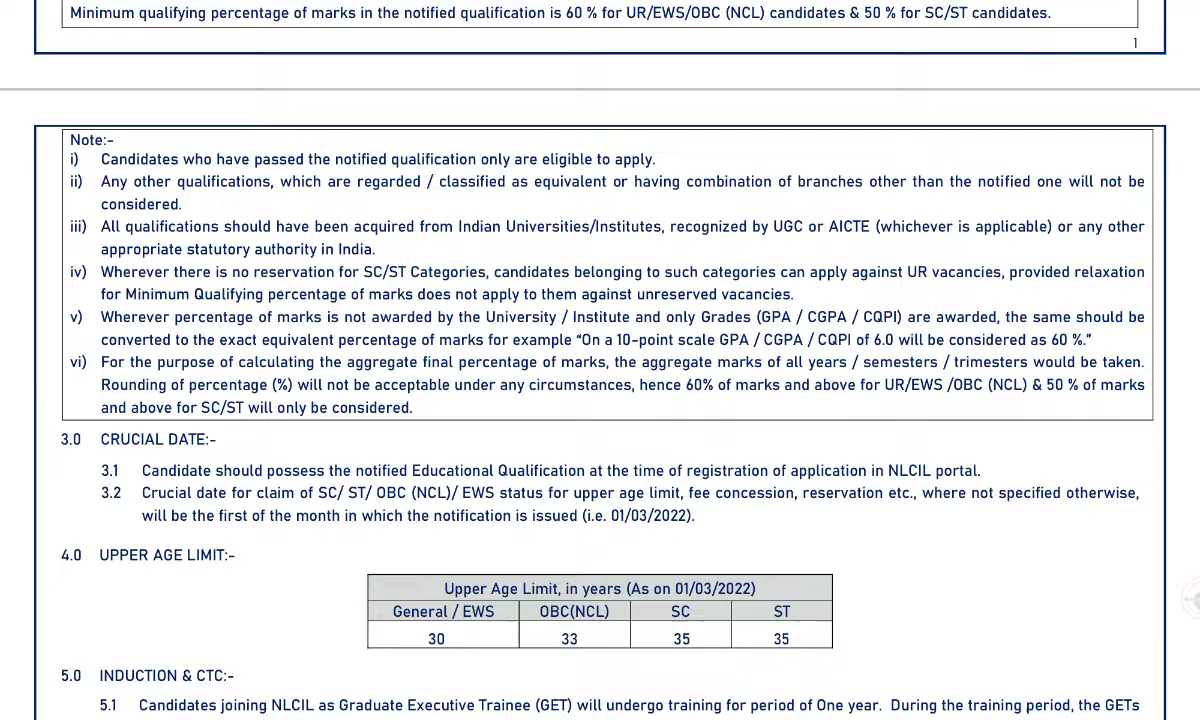 Minimum qualifying percentage of marks in the notified qualification is 60 % for UR/EWS/OBC (NCL) candidates & 50 % for SC/ST candidates.
1
Note:-
i) Candidates who have passed the notified qualification only are eligible to apply.
ii) Any other qualifications, which are regarded / classified as equivalent or having combination of branches other than the notified one will not be
considered.
iii) All qualifications should have been acquired from Indian Universities/Institutes, recognized by UGC or AICTE (whichever is applicable) or any other
appropriate statutory authority in India.
iv) Wherever there is no reservation for SC/ST Categories, candidates belonging to such categories can apply against UR vacancies, provided relaxation
for Minimum Qualifying percentage of marks does not apply to them against unreserved vacancies.
v) Wherever percentage of marks is not awarded by the University / Institute and only Grades (GPA / CGPA / CQPI) are awarded, the same should be
converted to the exact equivalent percentage of marks for example “On a 10-point scale GPA / CGPA / CQPI of 6.0 will be considered as 60 %.”
vi) For the purpose of calculating the aggregate final percentage of marks, the aggregate marks of all years / semesters / trimesters would be taken.
Rounding of percentage (%) will not be acceptable under any circumstances, hence 60% of marks and above for UR/EWS /OBC (NCL) & 50 % of marks
and above for SC/ST will only be considered.
3.0 CRUCIAL DATE:-
3.1 Candidate should possess the notified Educational Qualification at the time of registration of application in NLCIL portal.
3.2 Crucial date for claim of SC/ ST/ OBC (NCL)/ EWS status for upper age limit, fee concession, reservation etc., where not specified otherwise,
will be the first of the month in which the notification is issued (i.e. 01/03/2022).
4.0 UPPER AGE LIMIT:-
Upper Age Limit, in years (As on 01/03/2022)
General / EWS OBC(NCL) SC ST
30 33 35 35
5.0 INDUCTION & CTC:-
5.1 Candidates joining NLCIL as Graduate Executive Trainee (GET) will undergo training for period of One year. During the training period, the GETs